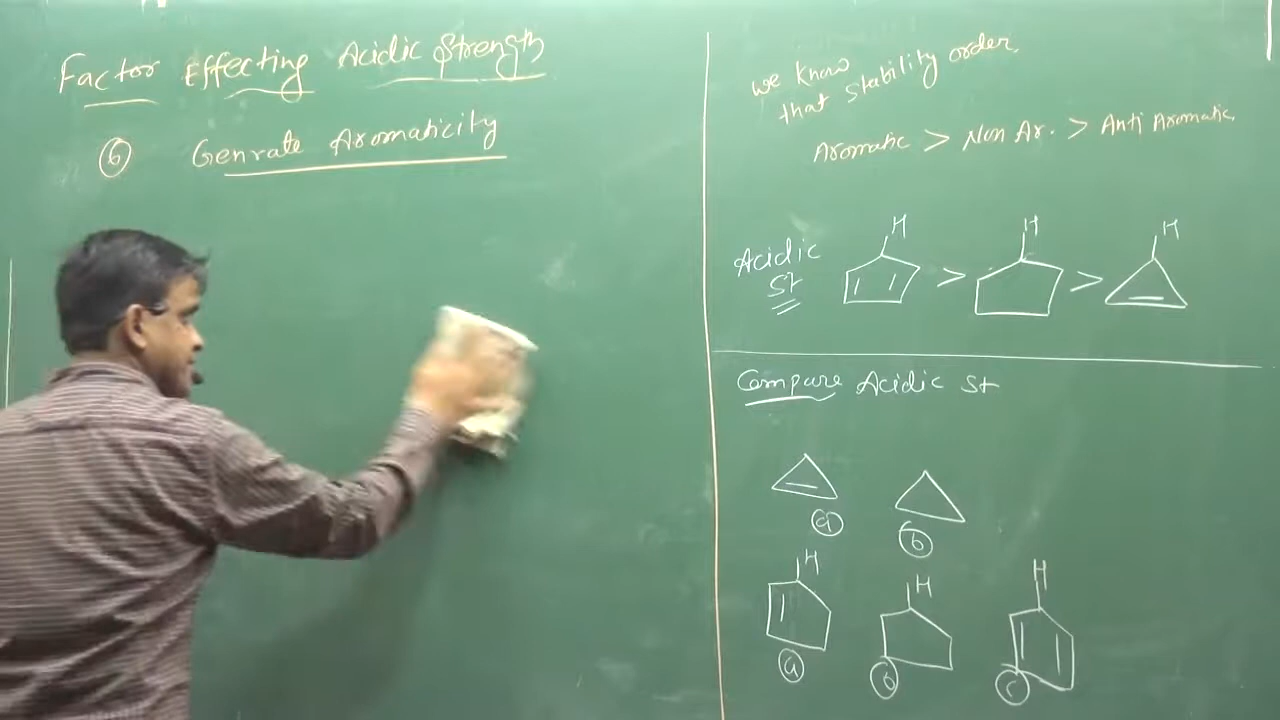 Factor Effecting Acidic Strength
6 Genrate Aromaticity
we know
that stability order.
Aromatic > Non Ar. > Anti Aromatic
H H H
Acidic
St > >
Compare Acidic St
a b
H H H
a b c